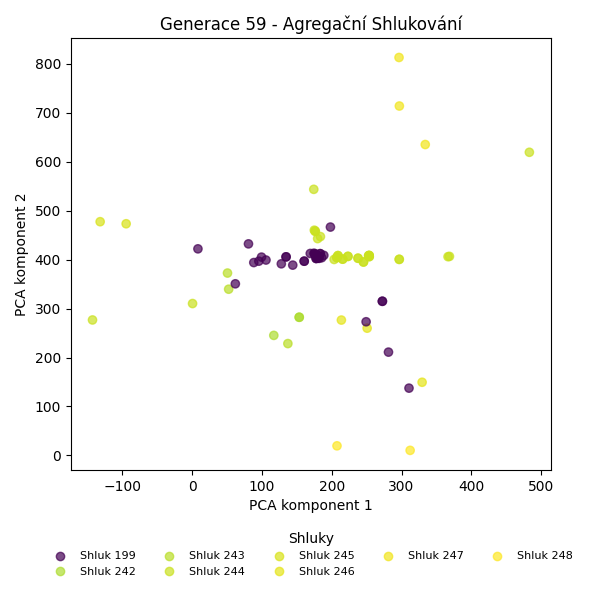 Generace 59 - Agregační Shlukování
PCA komponent 2
800
700
600
500
400
300
200
100
0
−100 0 100 200 300 400 500
PCA komponent 1
Shluky
Shluk 199 Shluk 243 Shluk 245 Shluk 247 Shluk 248
Shluk 242 Shluk 244 Shluk 246